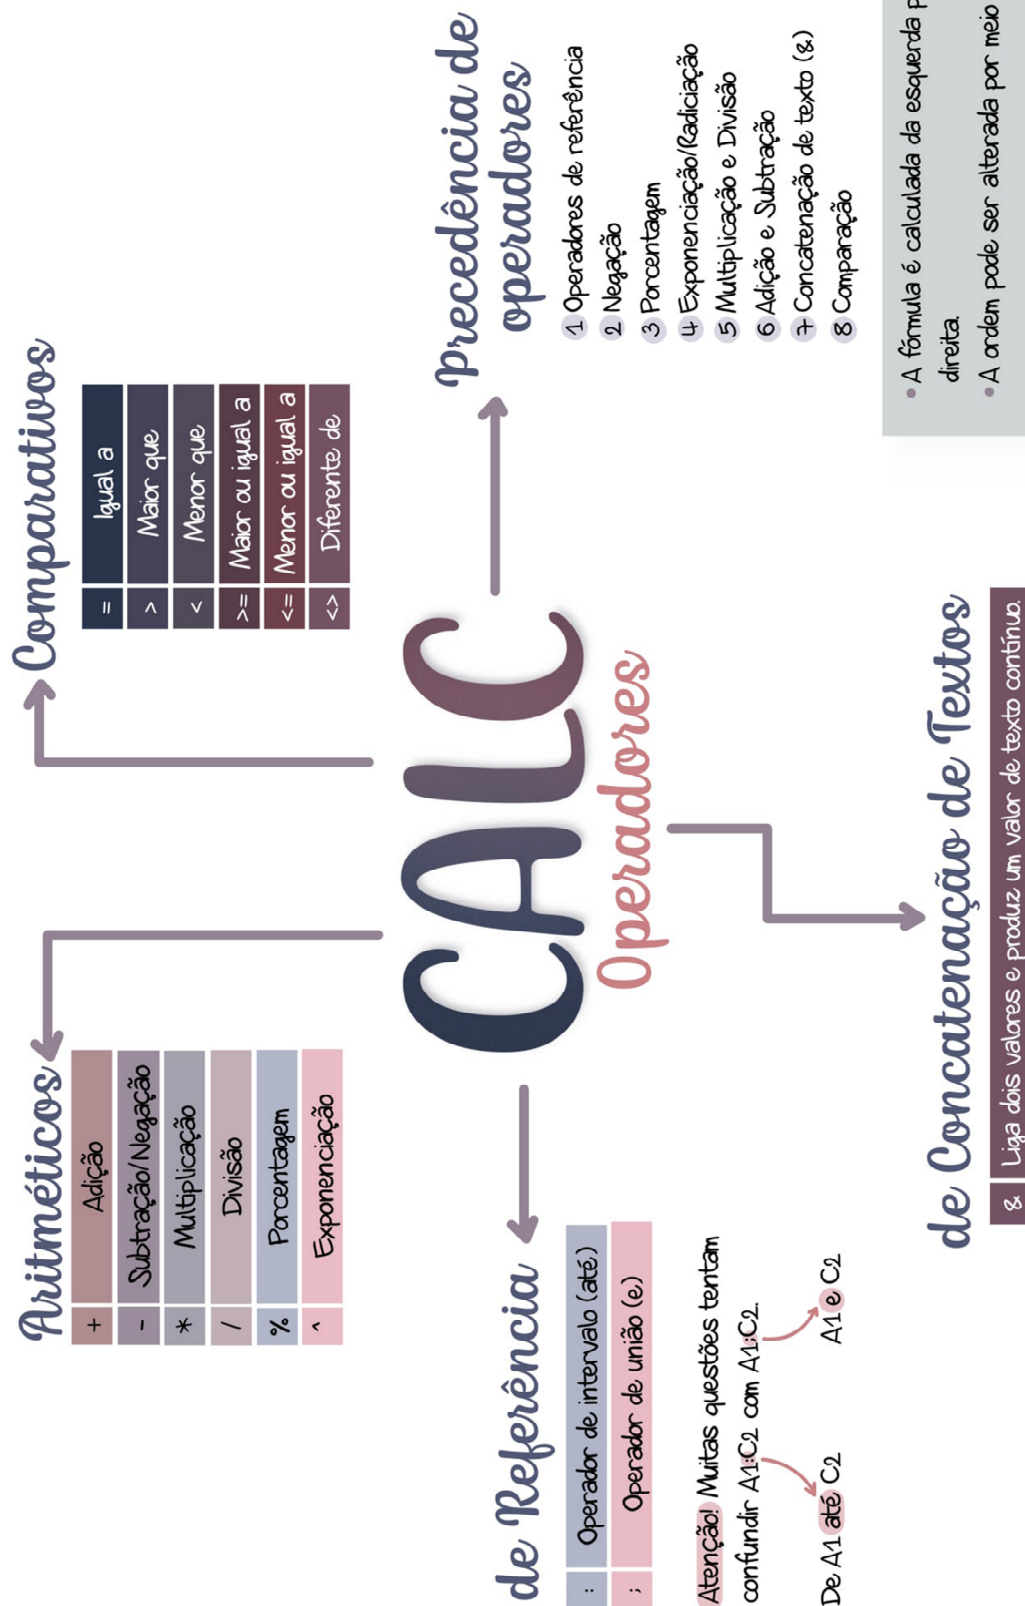 CALC
Operadores
Aritméticos
+ Adição
- Subtração/Negação
* Multiplicação
/ Divisão
% Porcentagem
^ Exponenciação
Comparativos
= Igual a
> Maior que
< Menor que
>= Maior ou igual a
<= Menor ou igual a
<> Diferente de
de Referência
: Operador de intervalo (até)
; Operador de união (e)
Atenção! Muitas questões tentam
confundir A1:C2 com A1;C2.
De A1 até C2 A1 e C2
Precedência de
operadores
1 Operadores de referência
2 Negação
3 Porcentagem
4 Exponenciação/Radiciação
5 Multiplicação e Divisão
6 Adição e Subtração
7 Concatenação de texto (&)
8 Comparação
• A fórmula é calculada da esquerda
direita.
• A ordem pode ser alterada por meio
de Concatenação de Textos
& Liga dois valores e produz um valor de texto contínuo.